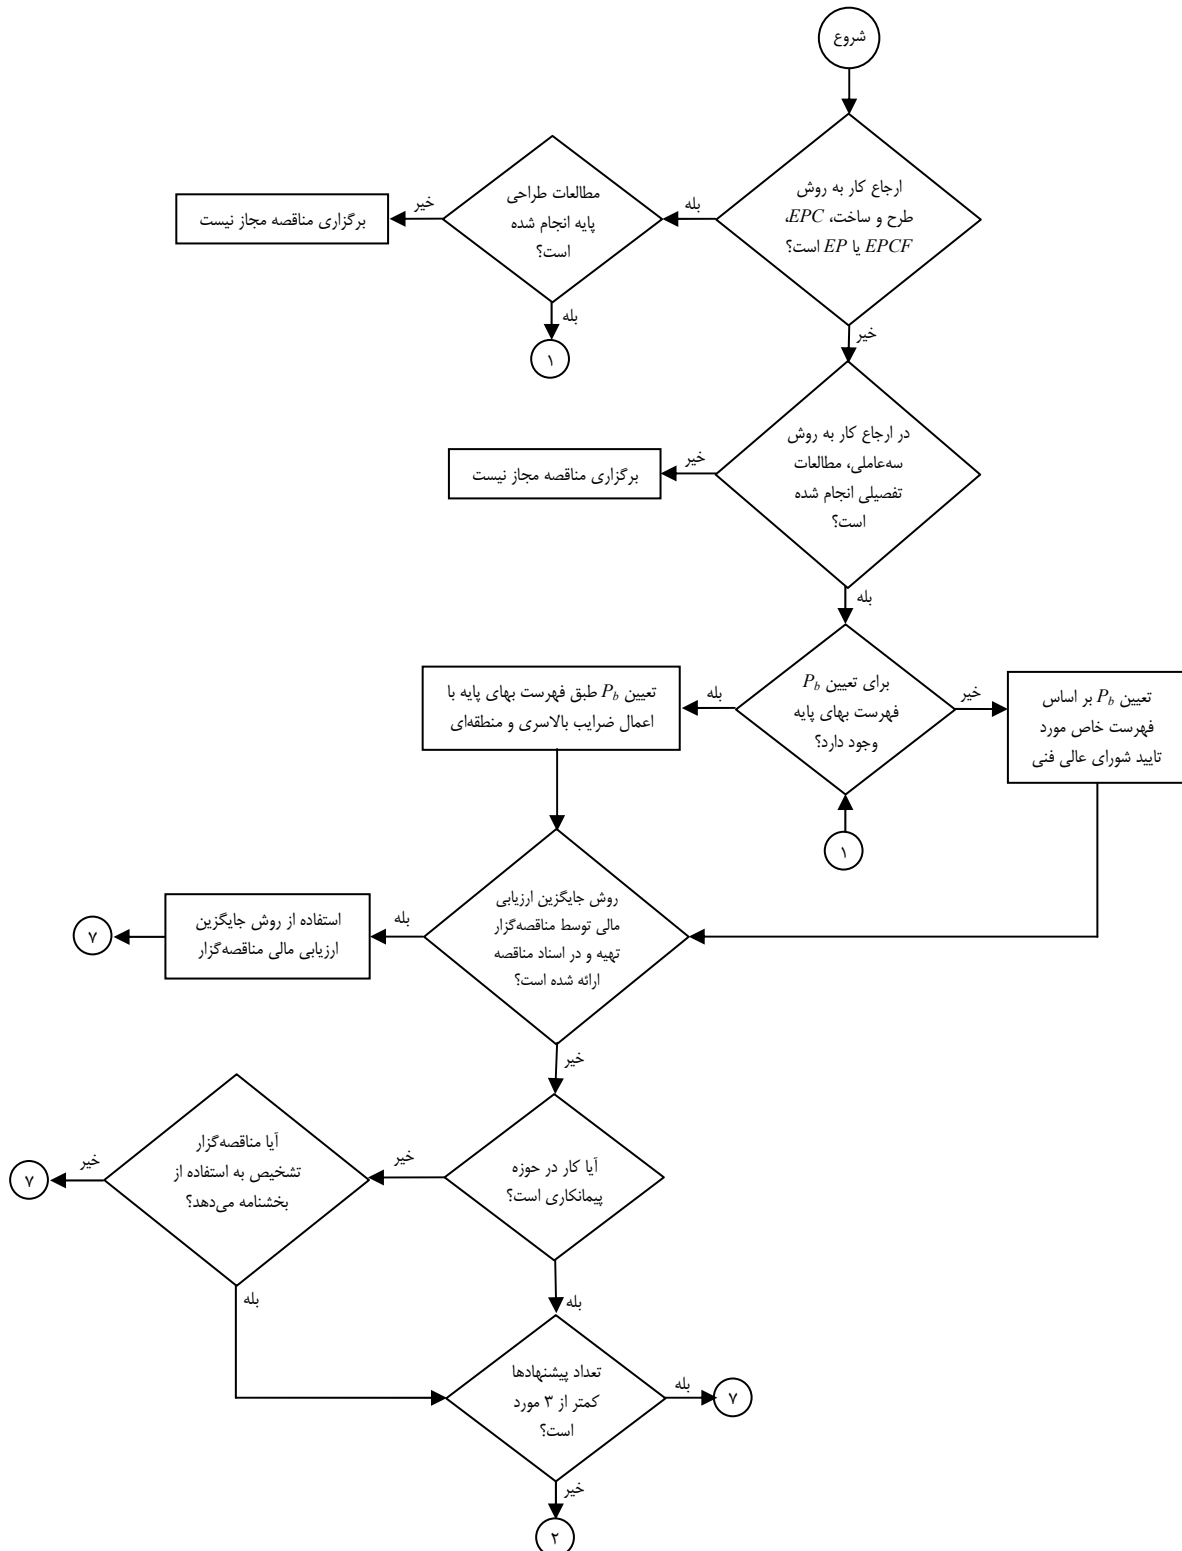 شروع
ارجاع کار به روش
طرح و ساخت، EPC،
EPCF یا EP است؟
بله
خیر
مطالعات طراحی
پایه انجام شده
است؟
خیر
بله
برگزاری مناقصه مجاز نیست
۱
در ارجاع کار به روش
سه‌عاملی، مطالعات
تفصیلی انجام شده
است؟
خیر
بله
برگزاری مناقصه مجاز نیست
برای تعیین P_b
فهرست بهای پایه
وجود دارد؟
خیر
بله
تعیین P_b بر اساس
فهرست خاص مورد
تایید شورای عالی فنی
تعیین P_b طبق فهرست بهای پایه با
اعمال ضرایب بالاسری و منطقه‌ای
۱
روش جایگزین ارزیابی
مالی توسط مناقصه‌گزار
تهیه و در اسناد مناقصه
ارائه شده است؟
بله
خیر
استفاده از روش جایگزین
ارزیابی مالی مناقصه‌گزار
۷
آیا کار در حوزه
پیمانکاری است؟
خیر
بله
آیا مناقصه‌گزار
تشخیص به استفاده از
بخشنامه می‌دهد؟
خیر
بله
۷
تعداد پیشنهادها
کمتر از ۳ مورد
است؟
بله
خیر
۷
۲